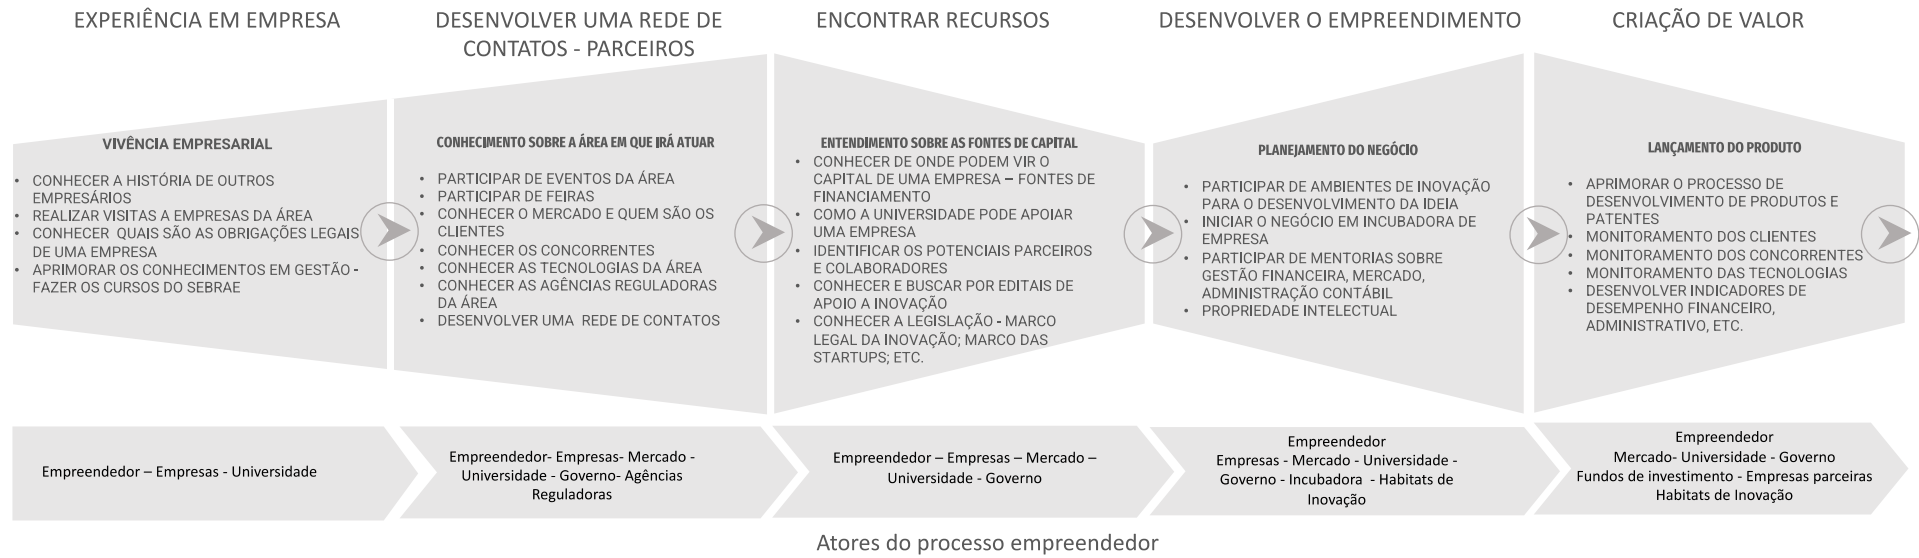 EXPERIÊNCIA EM EMPRESA
DESENVOLVER UMA REDE DE
CONTATOS - PARCEIROS
ENCONTRAR RECURSOS
DESENVOLVER O EMPREENDIMENTO
CRIAÇÃO DE VALOR
VIVÊNCIA EMPRESARIAL
• CONHECER A HISTÓRIA DE OUTROS
EMPRESÁRIOS
• REALIZAR VISITAS A EMPRESAS DA ÁREA
• CONHECER QUAIS SÃO AS OBRIGAÇÕES LEGAIS
DE UMA EMPRESA
• APRIMORAR OS CONHECIMENTOS EM GESTÃO -
FAZER OS CURSOS DO SEBRAE
CONHECIMENTO SOBRE A ÁREA EM QUE IRÁ ATUAR
• PARTICIPAR DE EVENTOS DA ÁREA
• PARTICIPAR DE FEIRAS
• CONHECER O MERCADO E QUEM SÃO OS
CLIENTES
• CONHECER OS CONCORRENTES
• CONHECER AS TECNOLOGIAS DA ÁREA
• CONHECER AS AGÊNCIAS REGULADORAS
DA ÁREA
• DESENVOLVER UMA REDE DE CONTATOS
ENTENDIMENTO SOBRE AS FONTES DE CAPITAL
• CONHECER DE ONDE PODEM VIR O
CAPITAL DE UMA EMPRESA – FONTES DE
FINANCIAMENTO
• COMO A UNIVERSIDADE PODE APOIAR
UMA EMPRESA
• IDENTIFICAR OS POTENCIAIS PARCEIROS
E COLABORADORES
• CONHECER E BUSCAR POR EDITAIS DE
APOIO A INOVAÇÃO
• CONHECER A LEGISLAÇÃO - MARCO
LEGAL DA INOVAÇÃO; MARCO DAS
STARTUPS; ETC.
PLANEJAMENTO DO NEGÓCIO
• PARTICIPAR DE AMBIENTES DE INOVAÇÃO
PARA O DESENVOLVIMENTO DA IDEIA
• INICIAR O NEGÓCIO EM INCUBADORA DE
EMPRESA
• PARTICIPAR DE MENTORIAS SOBRE
GESTÃO FINANCEIRA, MERCADO,
ADMINISTRAÇÃO CONTÁBIL
• PROPRIEDADE INTELECTUAL
LANÇAMENTO DO PRODUTO
• APRIMORAR O PROCESSO DE
DESENVOLVIMENTO DE PRODUTOS E
PATENTES
• MONITORAMENTO DOS CLIENTES
• MONITORAMENTO DOS CONCORRENTES
• MONITORAMENTO DAS TECNOLOGIAS
• DESENVOLVER INDICADORES DE
DESEMPENHO FINANCEIRO,
ADMINISTRATIVO, ETC.
Empreendedor – Empresas - Universidade
Empreendedor- Empresas- Mercado -
Universidade - Governo- Agências
Reguladoras
Empreendedor – Empresas – Mercado –
Universidade - Governo
Empreendedor
Empresas - Mercado - Universidade -
Governo - Incubadora - Habitats de
Inovação
Empreendedor
Mercado- Universidade - Governo
Fundos de investimento - Empresas parceiras
Habitats de Inovação
Atores do processo empreendedor